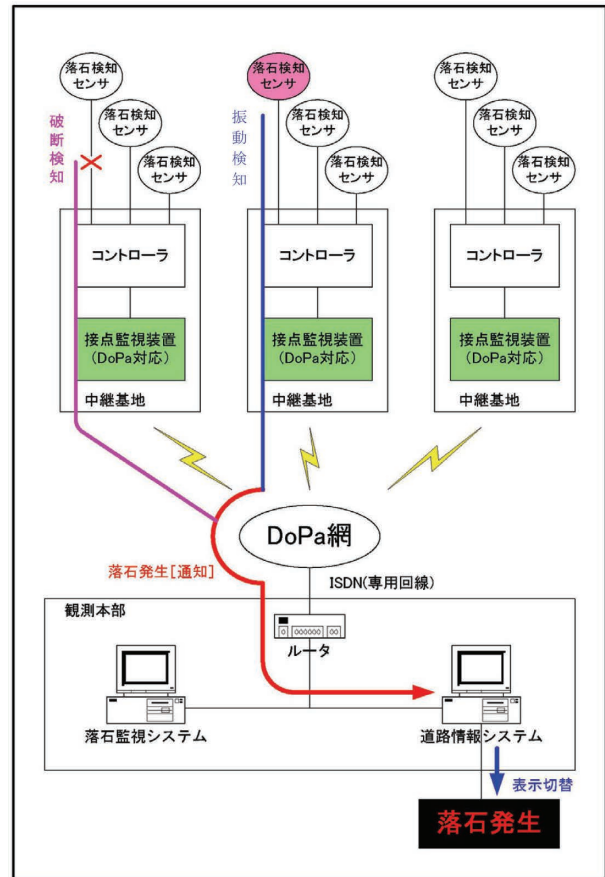 落石検知
センサ
落石検知
センサ
落石検知
センサ
破断検知
コントローラ
接点監視装置
(DoPa対応)
中継基地
落石検知
センサ
落石検知
センサ
落石検知
センサ
振動検知
コントローラ
接点監視装置
(DoPa対応)
中継基地
落石検知
センサ
落石検知
センサ
落石検知
センサ
コントローラ
接点監視装置
(DoPa対応)
中継基地
DoPa網
落石発生[通知]
ISDN(専用回線)
観測本部
ルータ
落石監視システム
道路情報システム
表示切替
落石発生